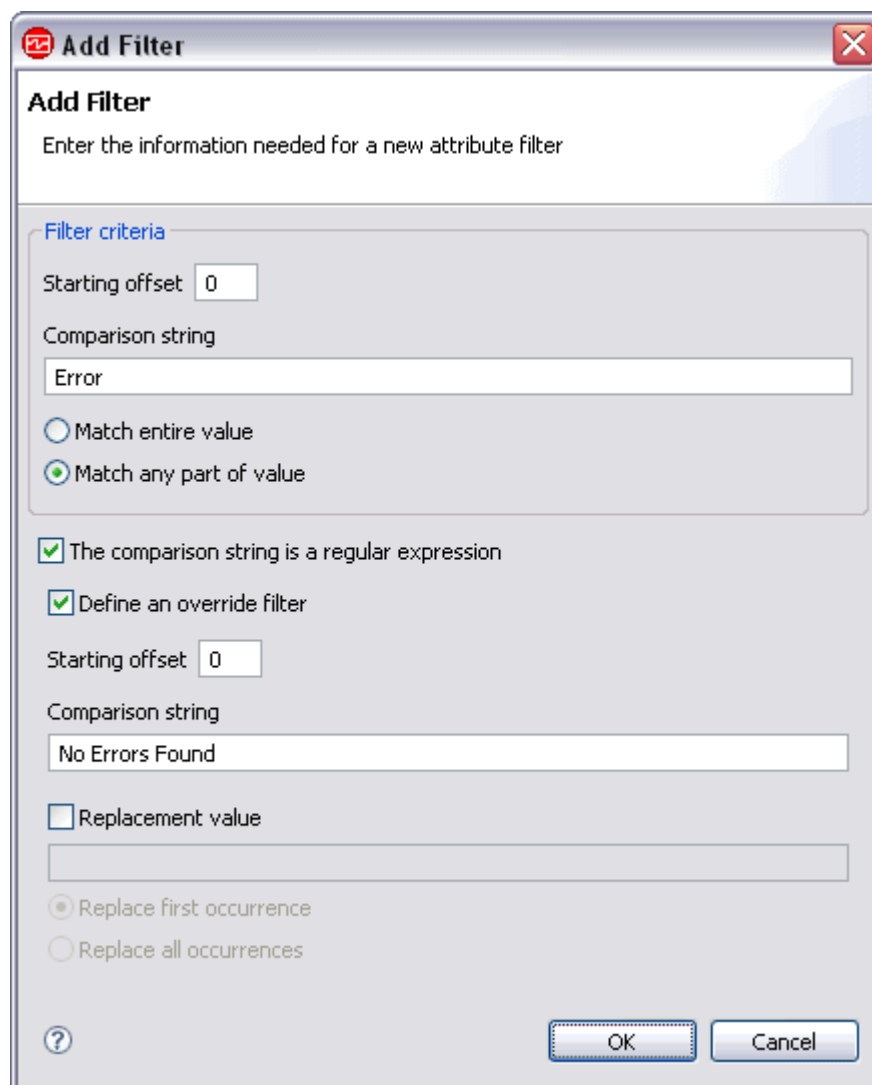 Add Filter
Add Filter
Enter the information needed for a new attribute filter
Filter criteria
Starting offset 0
Comparison string
Error
Match entire value
Match any part of value
The comparison string is a regular expression
Define an override filter
Starting offset 0
Comparison string
No Errors Found
Replacement value
Replace first occurrence
Replace all occurrences
? OK Cancel